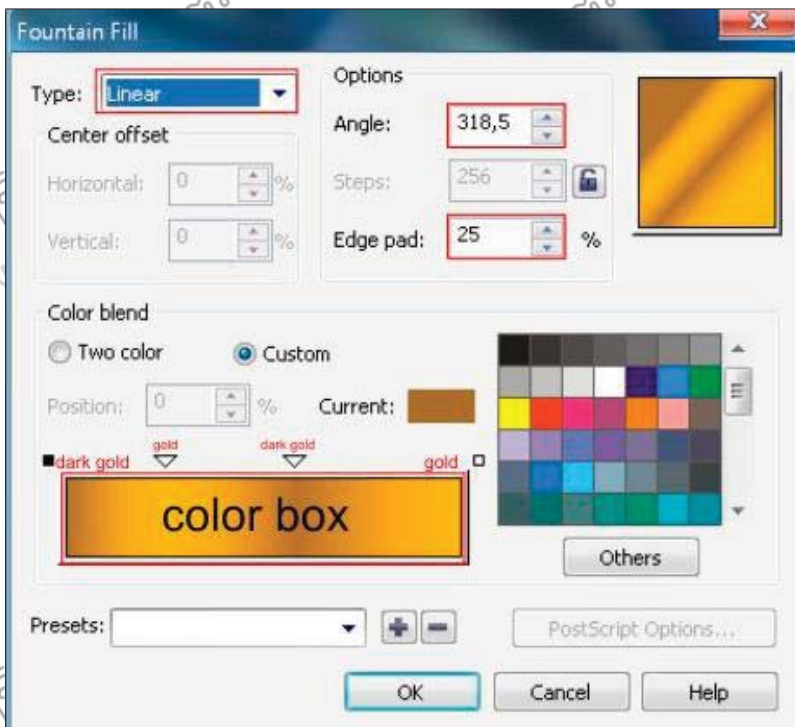 Fountain Fill
Type: Linear
Options
Angle: 318,5
Center offset
Horizontal: 0 %
Steps: 256
Vertical: 0 %
Edge pad: 25 %
Color blend
Two color Custom
Position: 0 % Current:
gold dark gold
dark gold gold
color box
Others
Presets:
PostScript Options...
OK Cancel Help